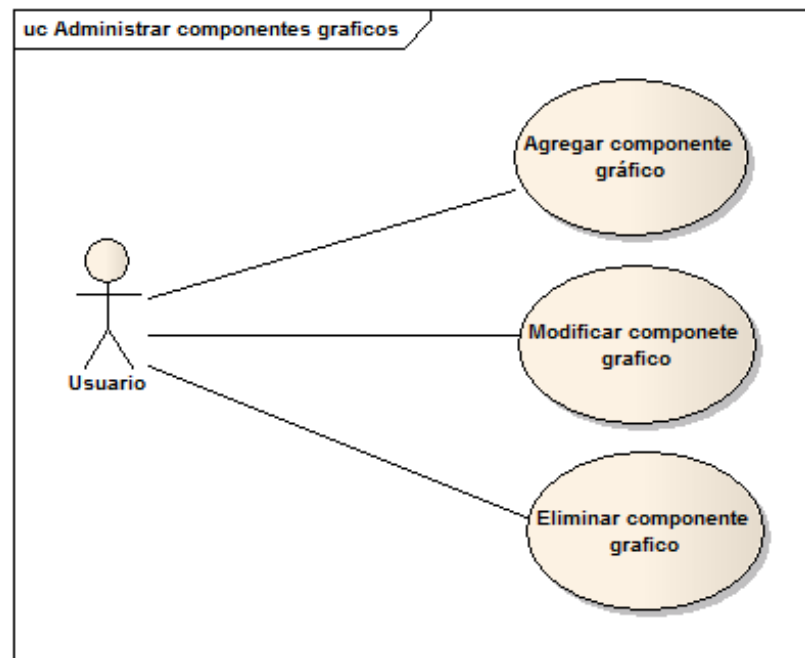 uc Administrar componentes graficos
Agregar componente
gráfico
Modificar componete
grafico
Usuario
Eliminar componente
grafico